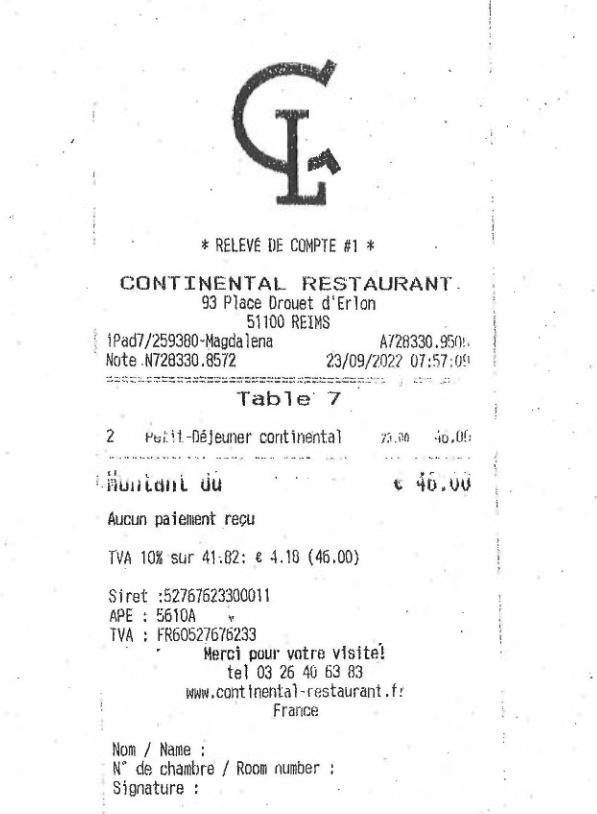 CL
* RELEVÉ DE COMPTE #1 *
CONTINENTAL RESTAURANT
93 Place Drouet d'Erlon
51100 REIMS
iPad7/259380-Magdalena A728330.950
Note N728330.8572 23/09/2022 07:57:09
Table 7
2 Petit-Déjeuner continental 23.00 46.00
Montant dû € 46.00
Aucun paiement reçu
TVA 10% sur 41.82: € 4.18 (46.00)
Siret :52767623300011
APE : 5610A
TVA : FR60527676233
Merci pour votre visite!
tel 03 26 40 63 83
www.continental-restaurant.fr
France
Nom / Name :
N° de chambre / Room number :
Signature :